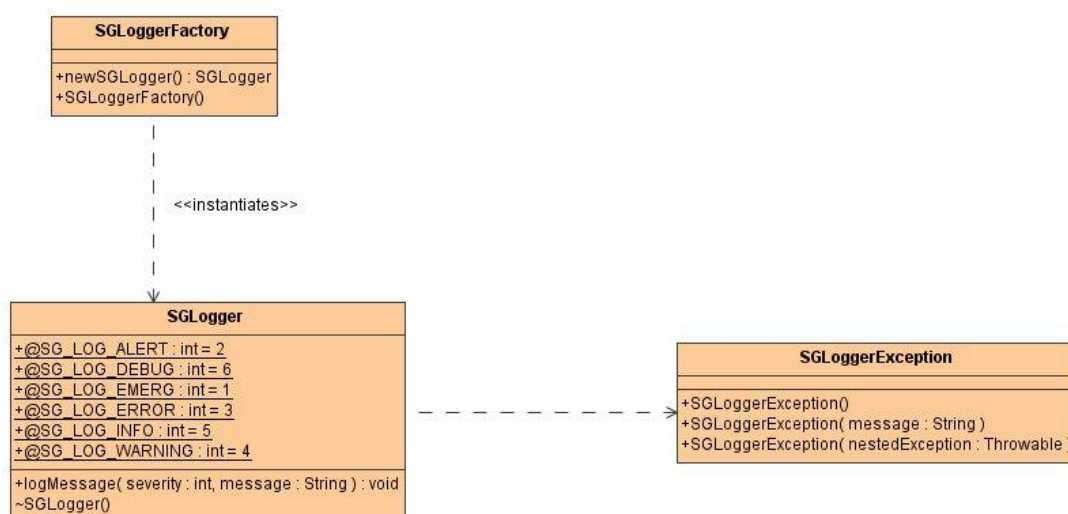 SGLoggerFactory
+newSGLogger() : SGLogger
+SGLoggerFactory()
<<instantiates>>
SGLogger
+@SG_LOG_ALERT : int = 2
+@SG_LOG_DEBUG : int = 6
+@SG_LOG_EMERG : int = 1
+@SG_LOG_ERROR : int = 3
+@SG_LOG_INFO : int = 5
+@SG_LOG_WARNING : int = 4
+logMessage( severity : int, message : String ) : void
~SGLogger()
SGLoggerException
+SGLoggerException()
+SGLoggerException( message : String )
+SGLoggerException( nestedException : Throwable )